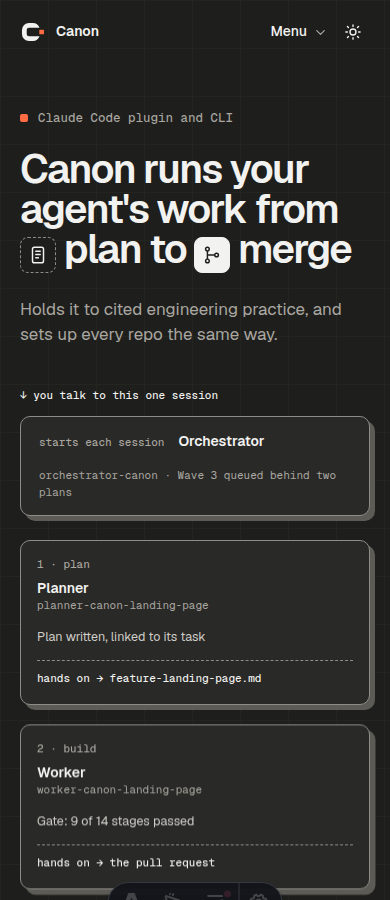 Canon
Menu
Claude Code plugin and CLI
Canon runs your
agent's work from
plan to merge
Holds it to cited engineering practice, and
sets up every repo the same way.
↓ you talk to this one session
starts each session Orchestrator
orchestrator-canon · Wave 3 queued behind two
plans
1 · plan
Planner
planner-canon-landing-page
Plan written, linked to its task
hands on → feature-landing-page.md
2 · build
Worker
worker-canon-landing-page
Gate: 9 of 14 stages passed
hands on → the pull request